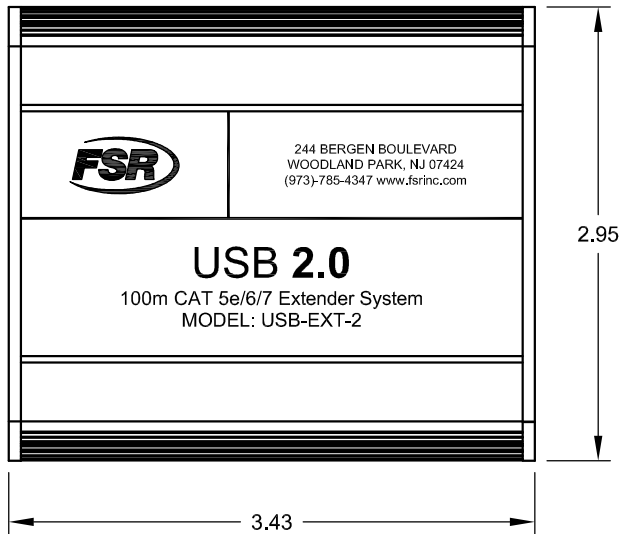 FSR
244 BERGEN BOULEVARD
WOODLAND PARK, NJ 07424
(973)-785-4347 www.fsrinc.com
USB 2.0
100m CAT 5e/6/7 Extender System
MODEL: USB-EXT-2
2.95
3.43